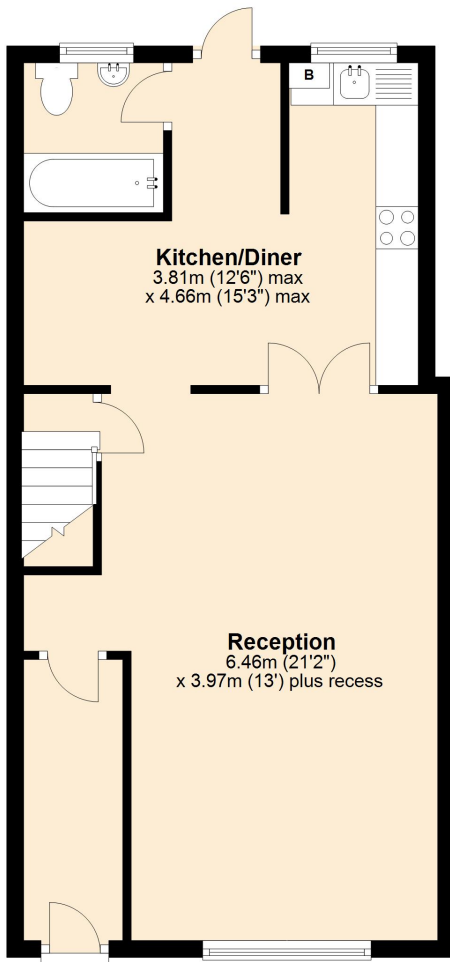 B
Kitchen/Diner
3.81m (12'6") max
x 4.66m (15'3") max
Reception
6.46m (21'2")
x 3.97m (13') plus recess